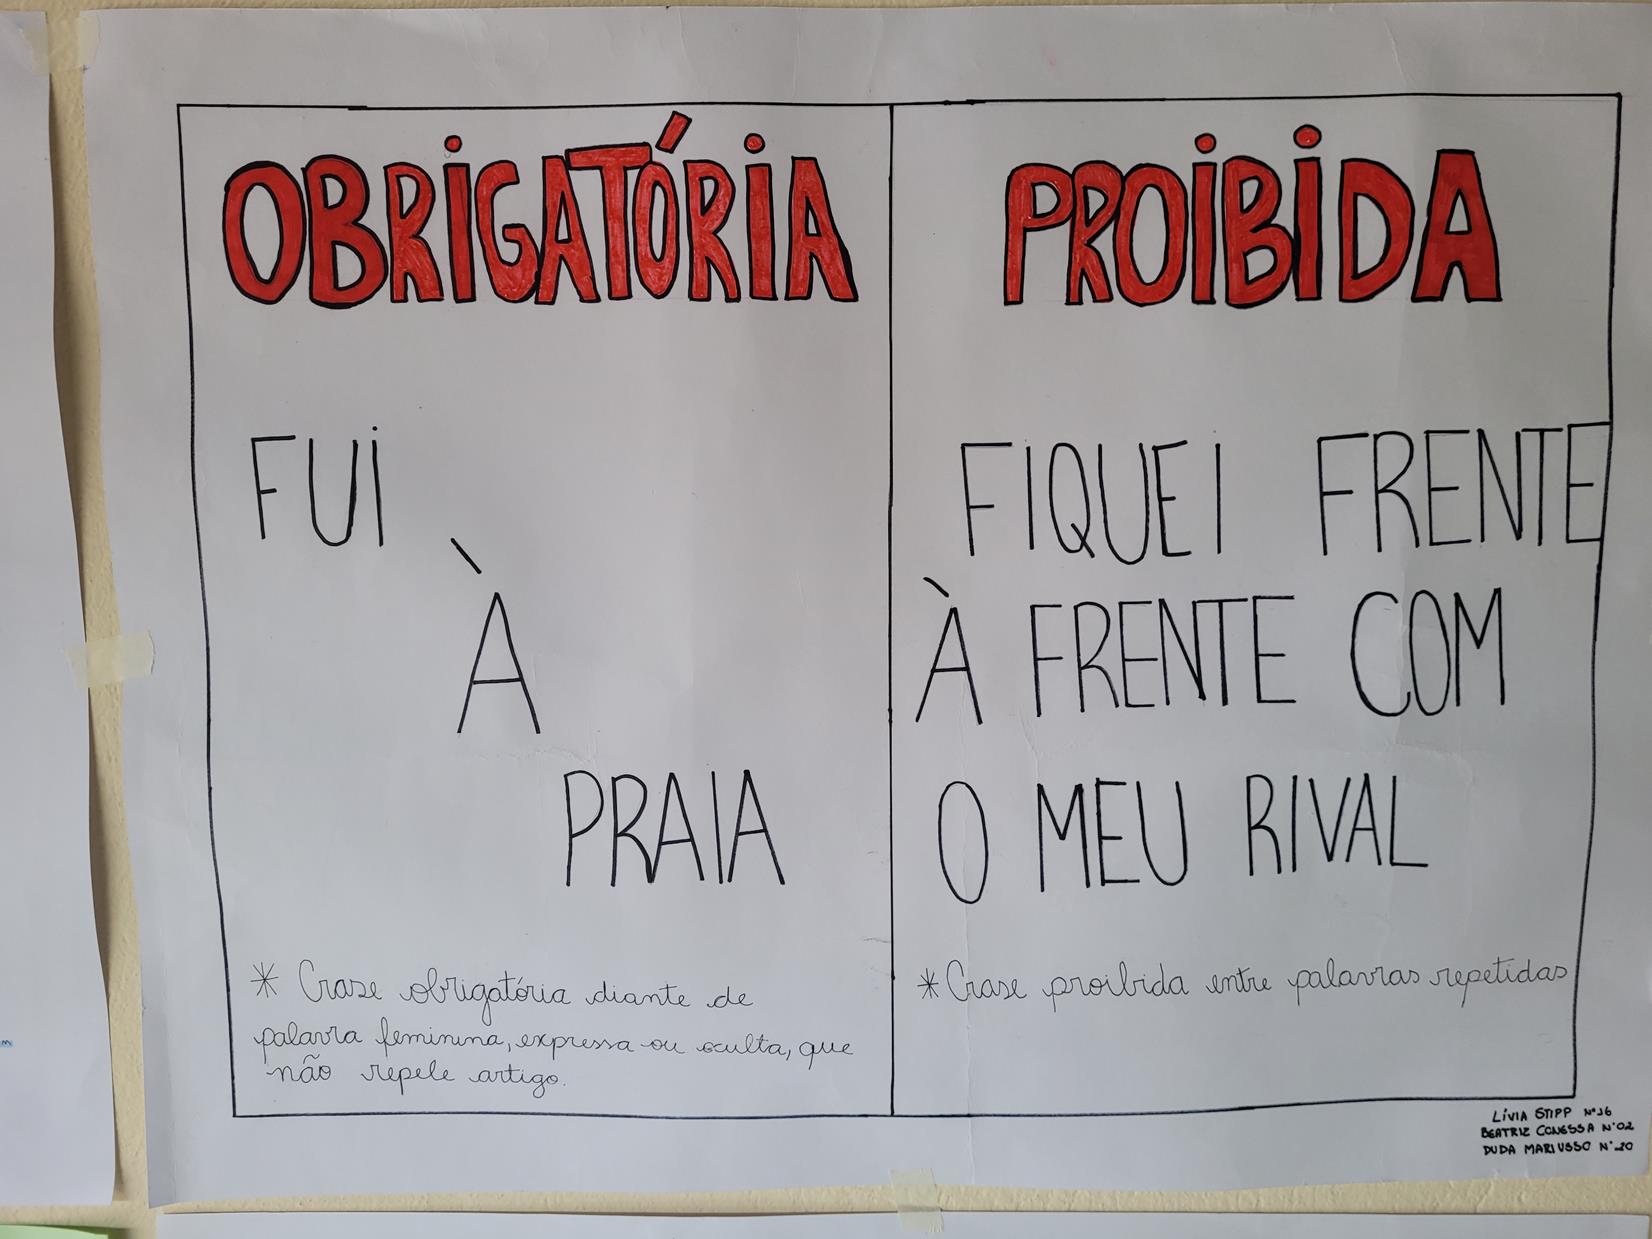 OBRIGATÓRIA
FUI
À
PRAIA
* Crase obrigatória diante de
palavra feminina, expressa ou oculta, que
não repele artigo.
PROIBIDA
FIQUEI FRENTE
À FRENTE COM
O MEU RIVAL
* Crase proibida entre palavras repetidas
LÍVIA STIPP Nº16
BEATRIZ CONESSA Nº02
DUDA MARIUSSO Nº20